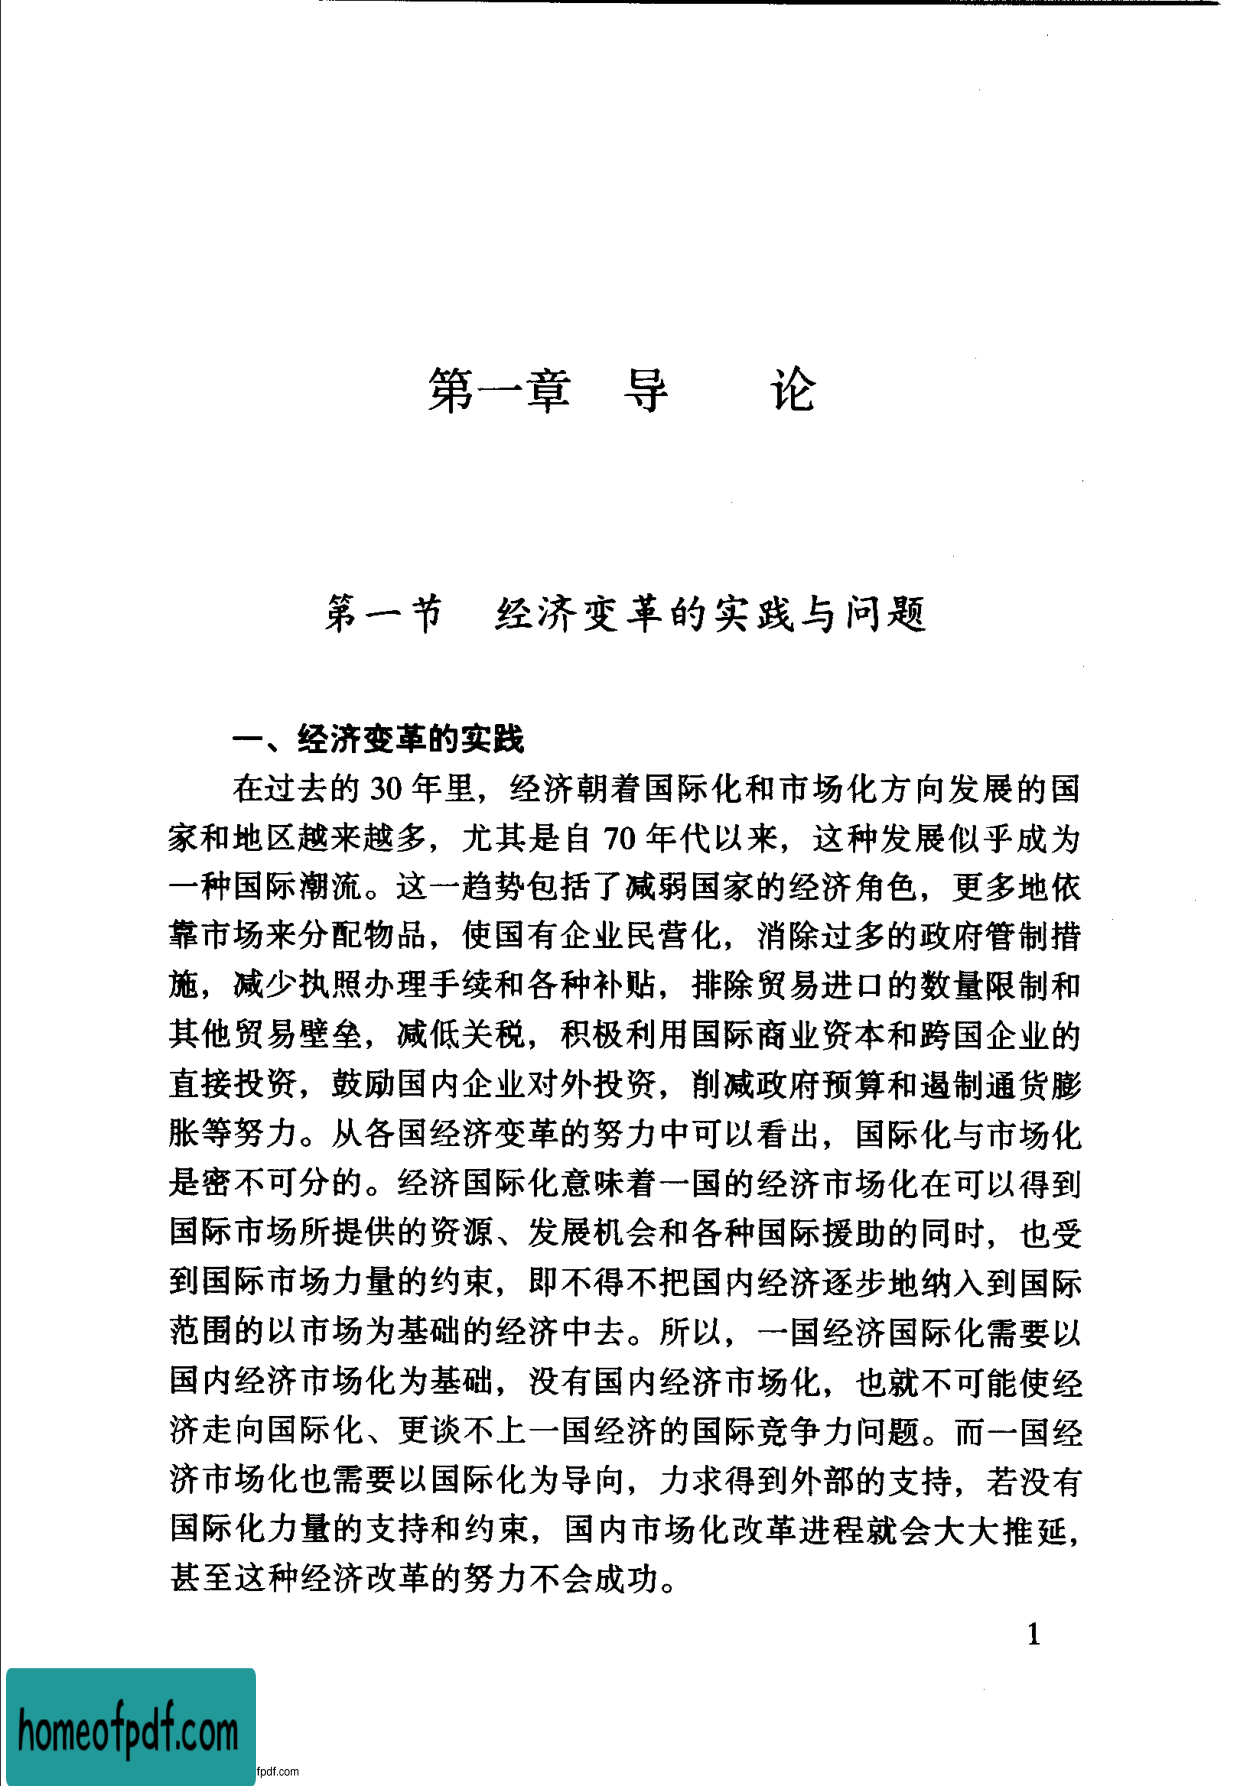 第一章 导 论
第一节 经济变革的实践与问题
一、经济变革的实践
在过去的 30 年里，经济朝着国际化和市场化方向发展的国
家和地区越来越多，尤其是自 70 年代以来，这种发展似乎成为
一种国际潮流。这一趋势包括了减弱国家的经济角色，更多地依
靠市场来分配物品，使国有企业民营化，消除过多的政府管制措
施，减少执照办理手续和各种补贴，排除贸易进口的数量限制和
其他贸易壁垒，减低关税，积极利用国际商业资本和跨国企业的
直接投资，鼓励国内企业对外投资，削减政府预算和遏制通货膨
胀等努力。从各国经济变革的努力中可以看出，国际化与市场化
是密不可分的。经济国际化意味着一国的经济市场化在可以得到
国际市场所提供的资源、发展机会和各种国际援助的同时，也受
到国际市场力量的约束，即不得不把国内经济逐步地纳入到国际
范围的以市场为基础的经济中去。所以，一国经济国际化需要以
国内经济市场化为基础，没有国内经济市场化，也就不可能使经
济走向国际化、更谈不上一国经济的国际竞争力问题。而一国经
济市场化也需要以国际化为导向，力求得到外部的支持，若没有
国际化力量的支持和约束，国内市场化改革进程就会大大推延，
甚至这种经济改革的努力不会成功。
1
homeofpdf.com
fpdf.com